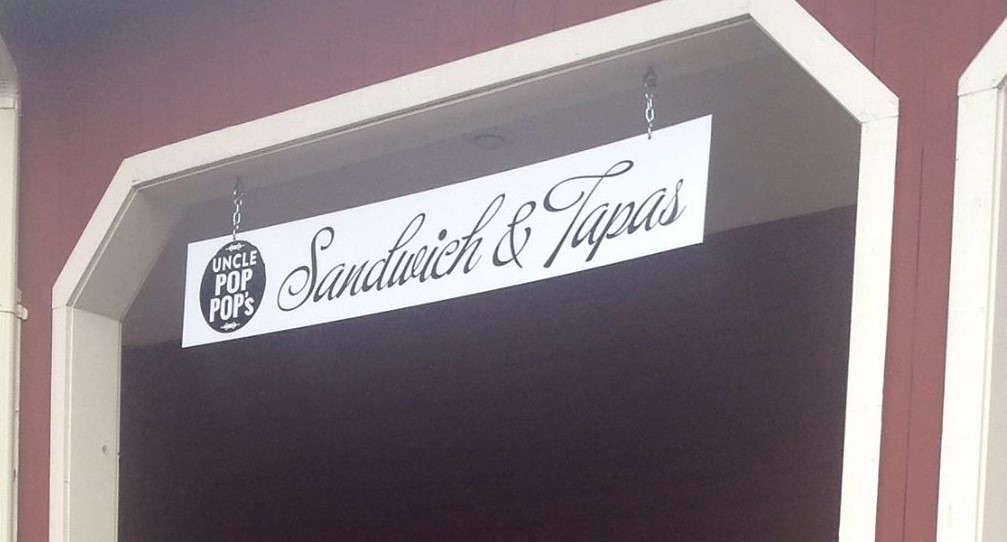 UNCLE
POP
POP's
Sandwich & Tapas